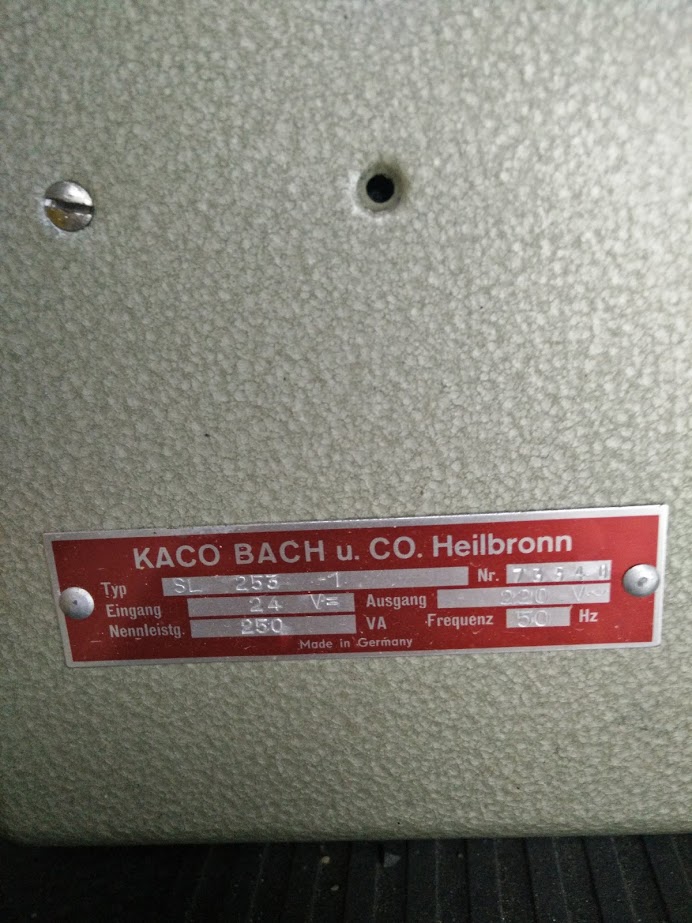 KACO BACH u. CO. Heilbronn
Typ SL 253 -1 Nr.
Eingang 24 V= Ausgang 220 V~
Nennleistg. 250 VA Frequenz 50 Hz
Made in Germany